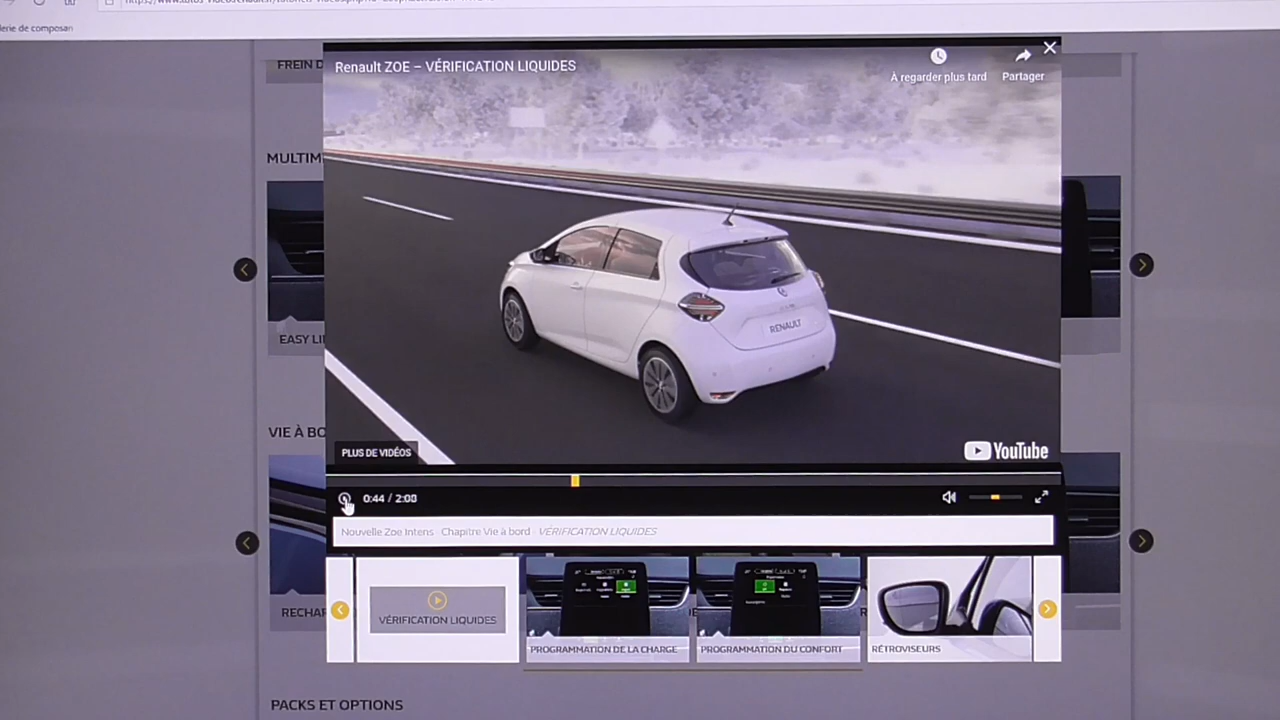 FREIN D
Renault ZOE – VÉRIFICATION LIQUIDES
À regarder plus tard
Partager
MULTIM
RENAULT
EASY LI
VIE À BO
PLUS DE VIDÉOS
YouTube
0:44 / 2:00
Nouvelle Zoe Intens - Chapitre Vie à bord - VÉRIFICATION LIQUIDES
RECHAR
VÉRIFICATION LIQUIDES
PROGRAMMATION DE LA CHARGE
PROGRAMMATION DU CONFORT
RÉTROVISEURS
PACKS ET OPTIONS